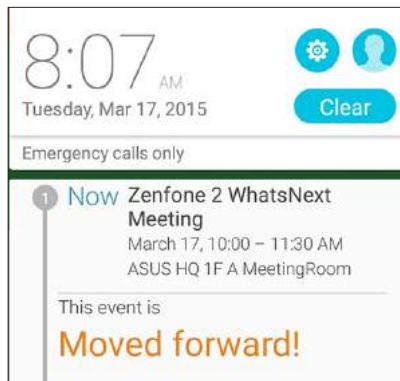 8:07 AM
Tuesday, Mar 17, 2015
Clear
Emergency calls only
1 Now Zenfone 2 WhatsNext
Meeting
March 17, 10:00 – 11:30 AM
ASUS HQ 1F A MeetingRoom
This event is
Moved forward!